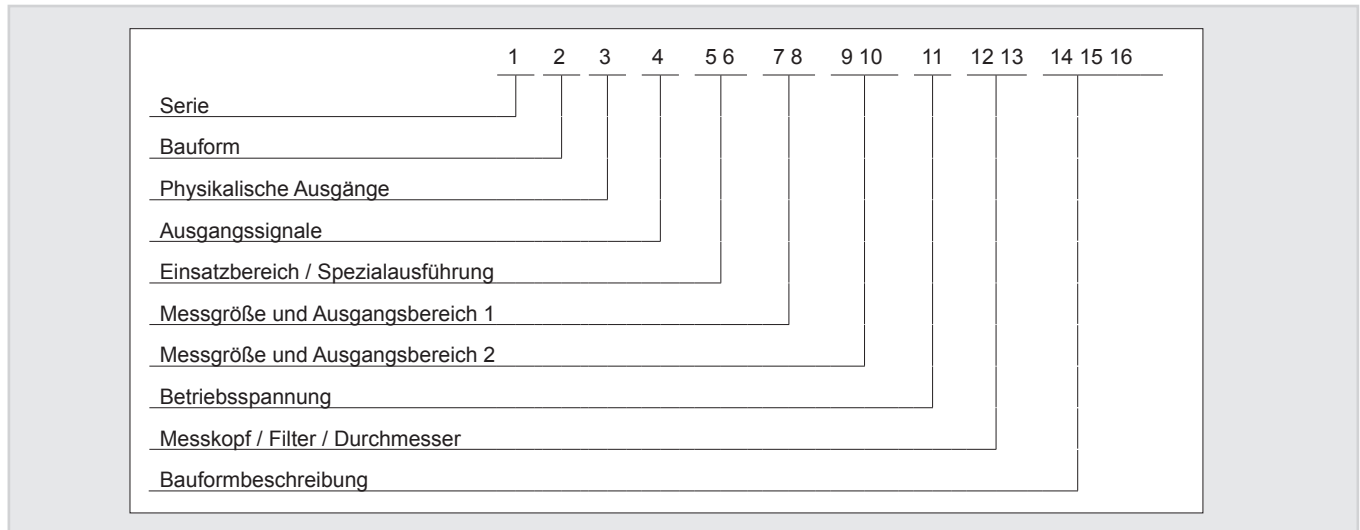 1 2 3 4 5 6 7 8 9 10 11 12 13 14 15 16
Serie
Bauform
Physikalische Ausgänge
Ausgangssignale
Einsatzbereich / Spezialausführung
Messgröße und Ausgangsbereich 1
Messgröße und Ausgangsbereich 2
Betriebsspannung
Messkopf / Filter / Durchmesser
Bauformbeschreibung